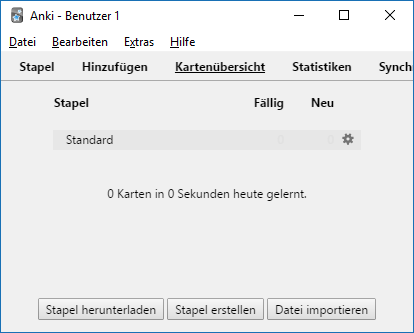 Anki - Benutzer 1
Datei Bearbeiten Extras Hilfe
Stapel Hinzufügen Kartenübersicht Statistiken Synch
Stapel Fällig Neu
Standard 0 0
0 Karten in 0 Sekunden heute gelernt.
Stapel herunterladen Stapel erstellen Datei importieren